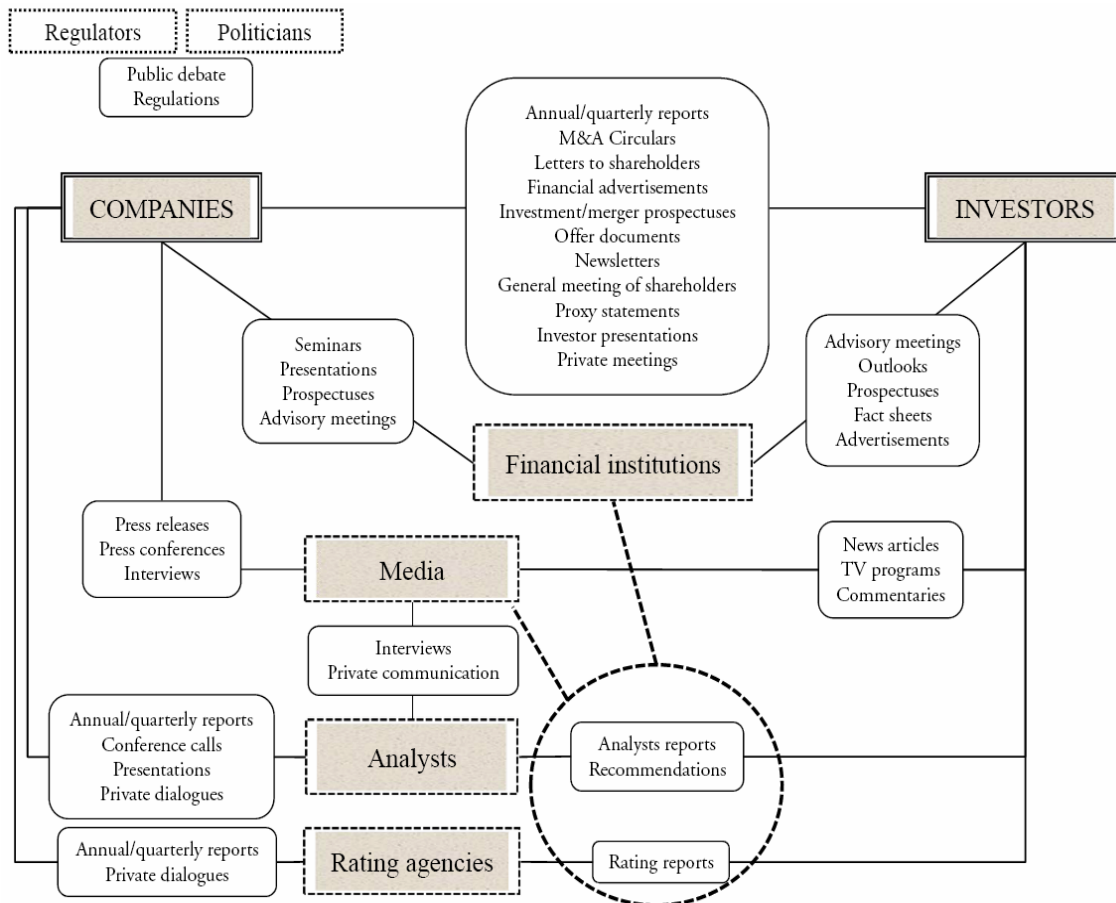 Regulators
Politicians
Public debate
Regulations
Annual/quarterly reports
M&A Circulars
Letters to shareholders
Financial advertisements
Investment/merger prospectuses
Offer documents
Newsletters
General meeting of shareholders
Proxy statements
Investor presentations
Private meetings
COMPANIES
INVESTORS
Seminars
Presentations
Prospectuses
Advisory meetings
Advisory meetings
Outlooks
Prospectuses
Fact sheets
Advertisements
Financial institutions
Press releases
Press conferences
Interviews
Media
News articles
TV programs
Commentaries
Interviews
Private communication
Annual/quarterly reports
Conference calls
Presentations
Private dialogues
Analysts
Analysts reports
Recommendations
Annual/quarterly reports
Private dialogues
Rating agencies
Rating reports